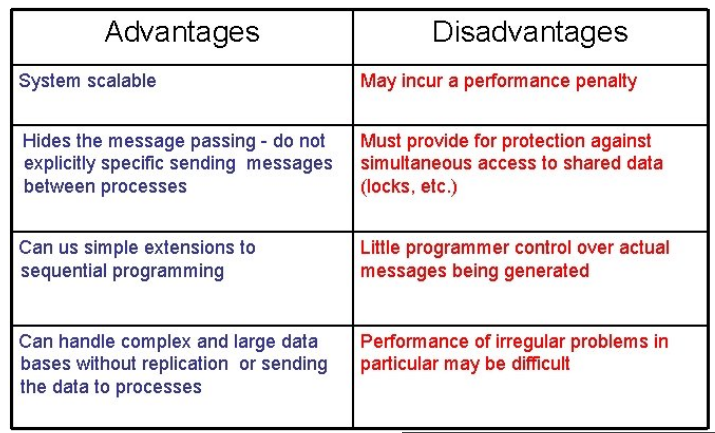 Advantages
Disadvantages
System scalable
May incur a performance penalty
Hides the message passing - do not
explicitly specific sending  messages
between processes
Must provide for protection against
simultaneous access to shared data
(locks, etc.)
Can us simple extensions to
sequential programming
Little programmer control over actual
messages being generated
Can handle complex and large data
bases without replication  or sending
the data to processes
Performance of irregular problems in
particular may be difficult